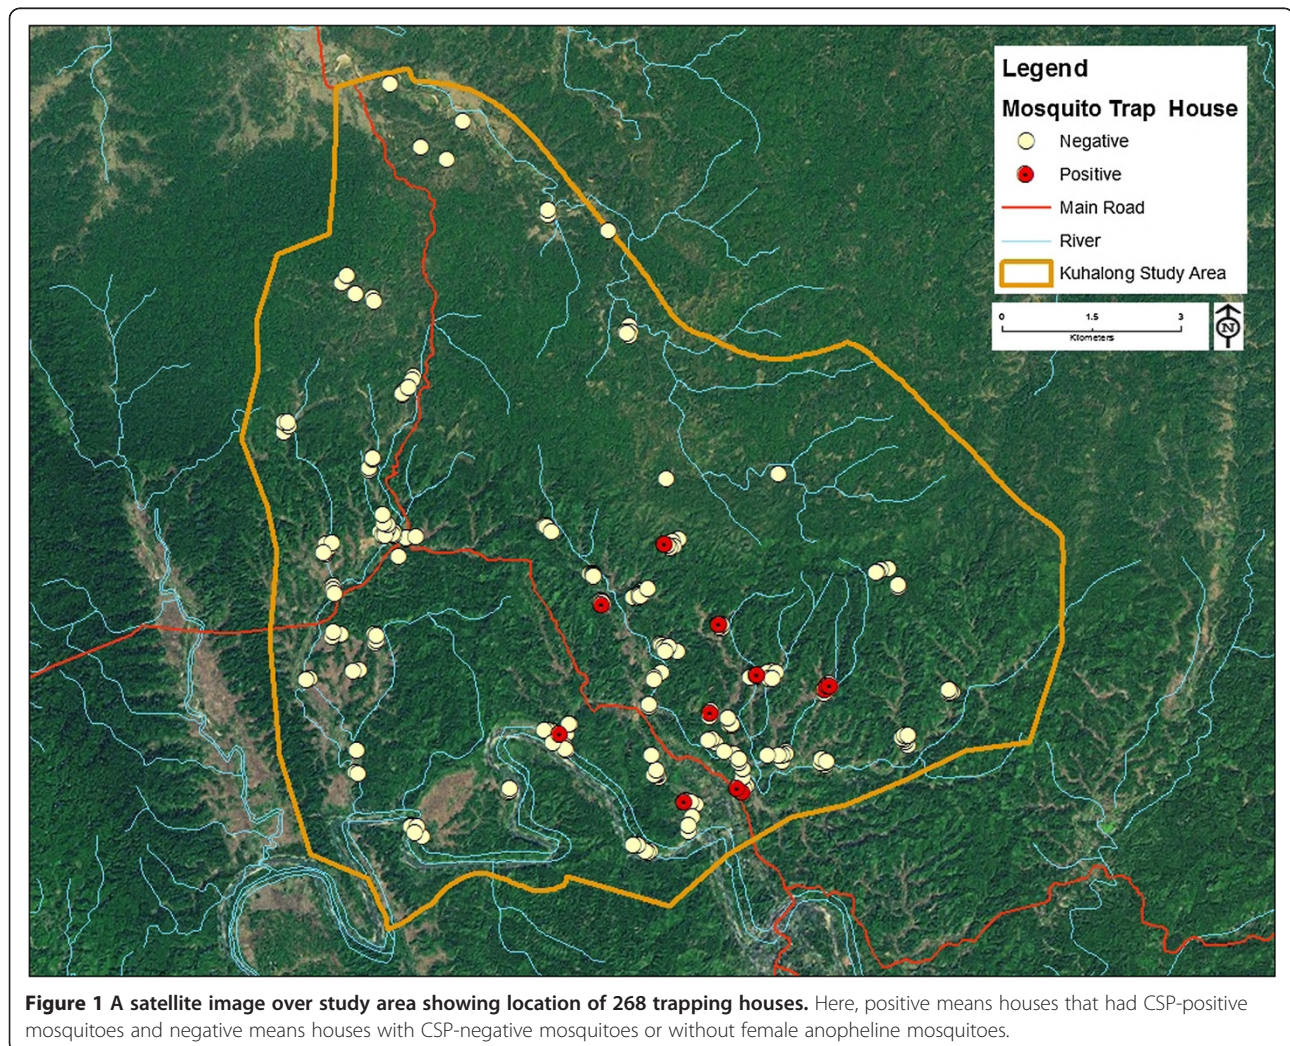 Legend
Mosquito Trap House
Negative
Positive
Main Road
River
Kuhalong Study Area
0 1.5 3
Kilometers
N
Figure 1 A satellite image over study area showing location of 268 trapping houses. Here, positive means houses that had CSP-positive
mosquitoes and negative means houses with CSP-negative mosquitoes or without female anopheline mosquitoes.